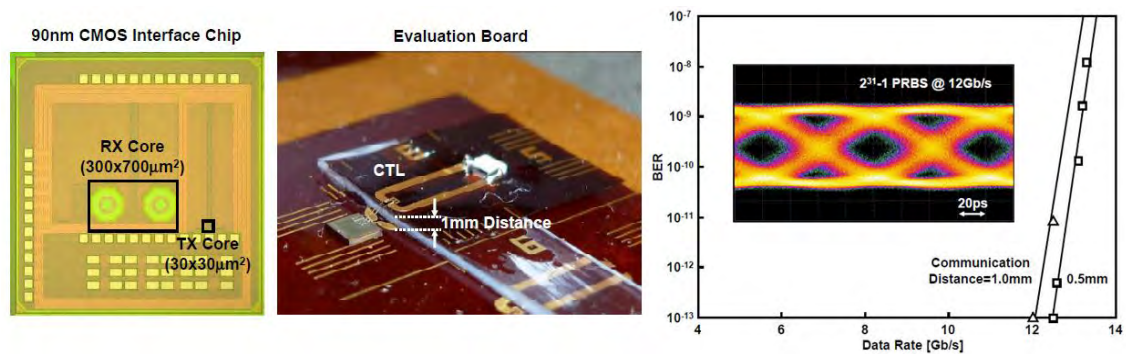 90nm CMOS Interface Chip
RX Core
(300x700μm²)
TX Core
(30x30μm²)
Evaluation Board
CTL
1mm Distance
10⁻⁷
10⁻⁸
10⁻⁹
10⁻¹⁰
10⁻¹¹
10⁻¹²
10⁻¹³
BER
2³¹-1 PRBS @ 12Gb/s
20ps
Communication
Distance=1.0mm
0.5mm
4 6 8 10 12 14
Data Rate [Gb/s]